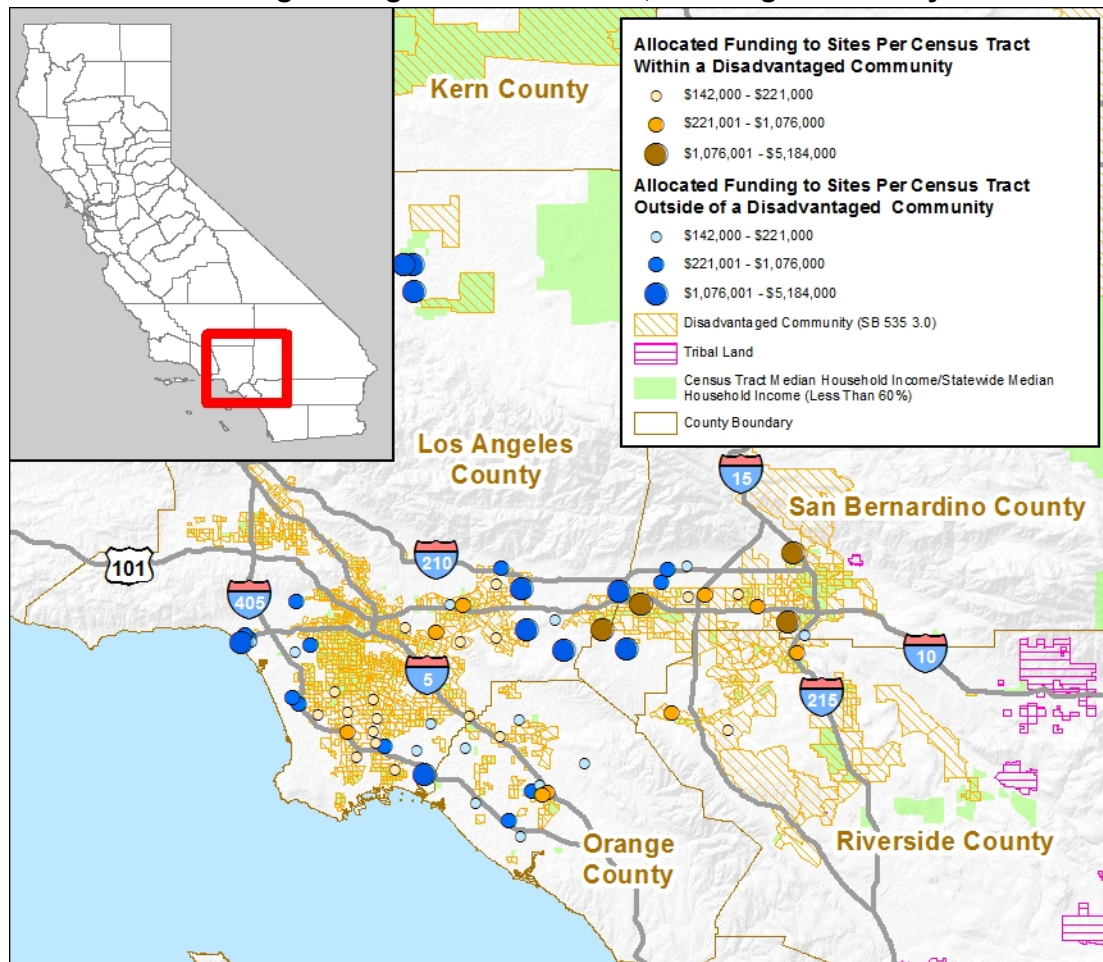 Kern County
Allocated Funding to Sites Per Census Tract
Within a Disadvantaged Community
$142,000 - $221,000
$221,001 - $1,076,000
$1,076,001 - $5,184,000
Allocated Funding to Sites Per Census Tract
Outside of a Disadvantaged Community
$142,000 - $221,000
$221,001 - $1,076,000
$1,076,001 - $5,184,000
Disadvantaged Community (SB 535 3.0)
Tribal Land
Census Tract Median Household Income/Statewide Median
Household Income (Less Than 60%)
County Boundary
Los Angeles
County
15
San Bernardino County
101
210
405
5
10
215
Orange
County
Riverside County